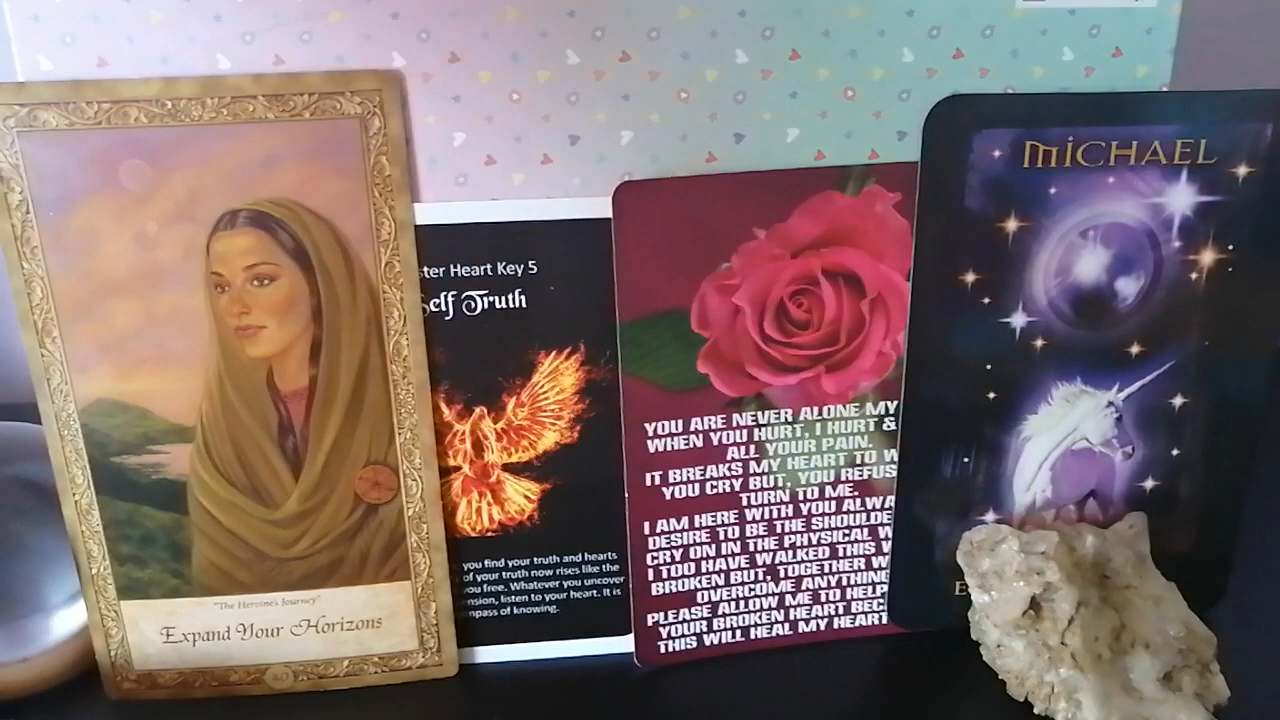 "The Heroine's Journey"
Expand Your Horizons
40
ter Heart Key 5
Self Truth
you find your truth and hearts
of your truth now rises like the
you free. Whatever you uncover
nsion, listen to your heart. It is
mpass of knowing.
YOU ARE NEVER ALONE MY
WHEN YOU HURT, I HURT &
ALL YOUR PAIN.
IT BREAKS MY HEART TO W
YOU CRY BUT, YOU REFUS
TURN TO ME.
I AM HERE WITH YOU ALWA
DESIRE TO BE THE SHOULDE
CRY ON IN THE PHYSICAL W
I TOO HAVE WALKED THIS W
BROKEN BUT, TOGETHER W
OVERCOME ANYTHING
PLEASE ALLOW ME TO HELP
YOUR BROKEN HEART BEC
THIS WILL HEAL MY HEART
MICHAEL
E